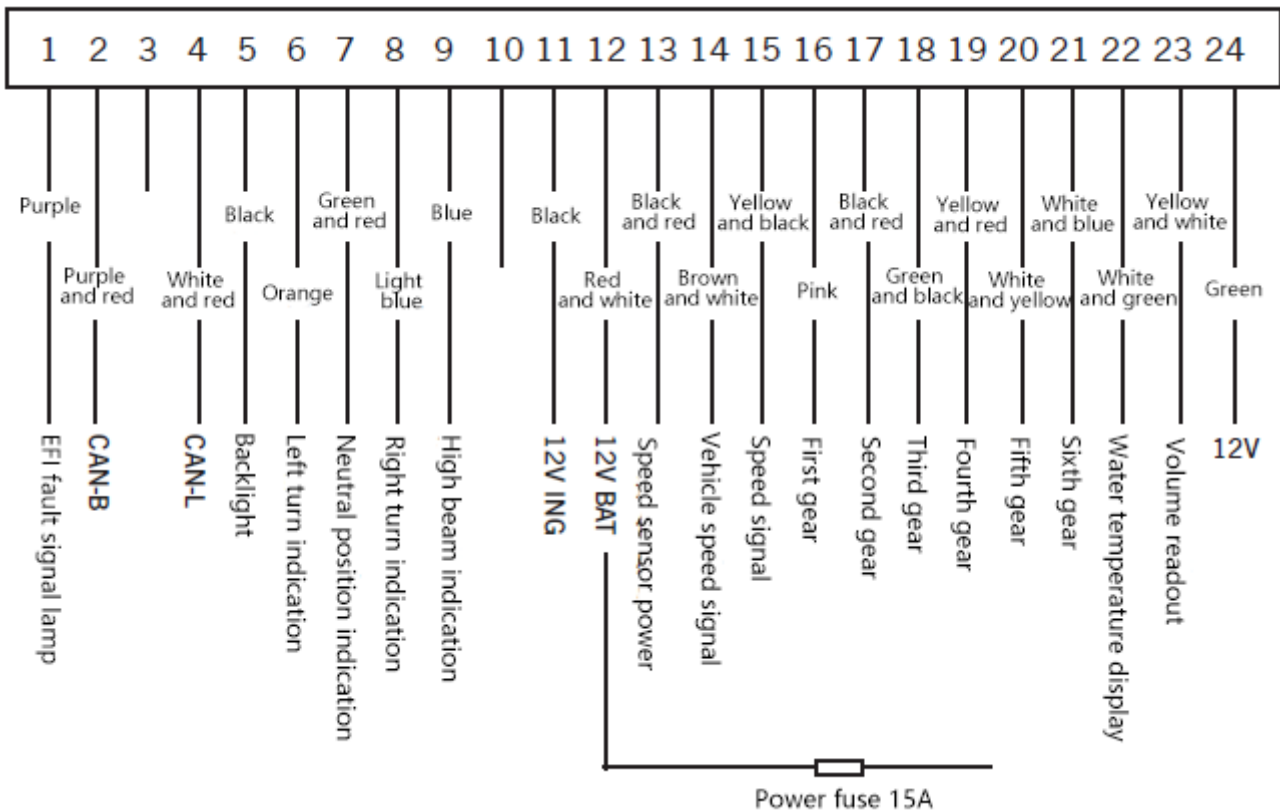 1 2 3 4 5 6 7 8 9 10 11 12 13 14 15 16 17 18 19 20 21 22 23 24
Purple
Purple
and red
White
and red
Black
Orange
Green
and red
Light
blue
Blue
Black
Red
and white
Black
and red
Brown
and white
Yellow
and black
Pink
Black
and red
Green
and black
Yellow
and red
White
and yellow
White
and blue
White
and green
Yellow
and white
Green
EFI fault signal lamp
CAN-B
CAN-L
Backlight
Left turn indication
Neutral position indication
Right turn indication
High beam indication
12V ING
12V BAT
Speed sensor power
Vehicle speed signal
Speed signal
First gear
Second gear
Third gear
Fourth gear
Fifth gear
Sixth gear
Water temperature display
Volume readout
12V
Power fuse 15A